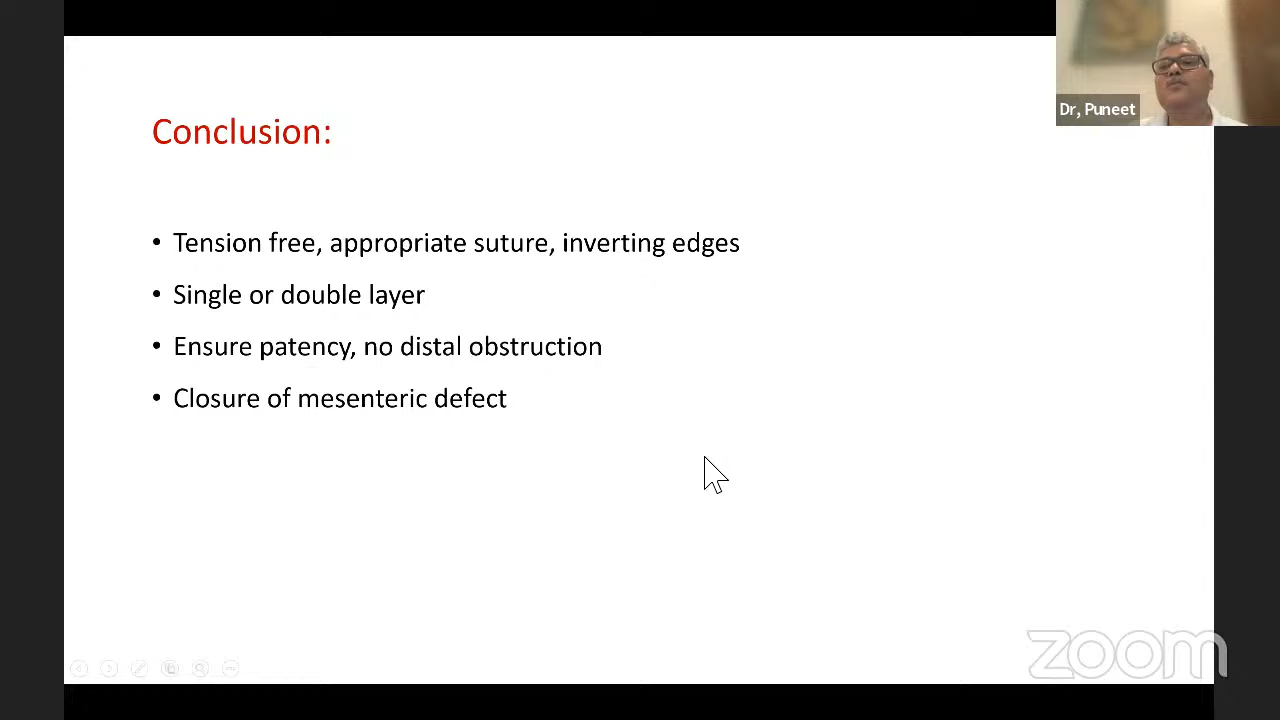 Dr, Puneet
Conclusion:
• Tension free, appropriate suture, inverting edges
• Single or double layer
• Ensure patency, no distal obstruction
• Closure of mesenteric defect
zoom